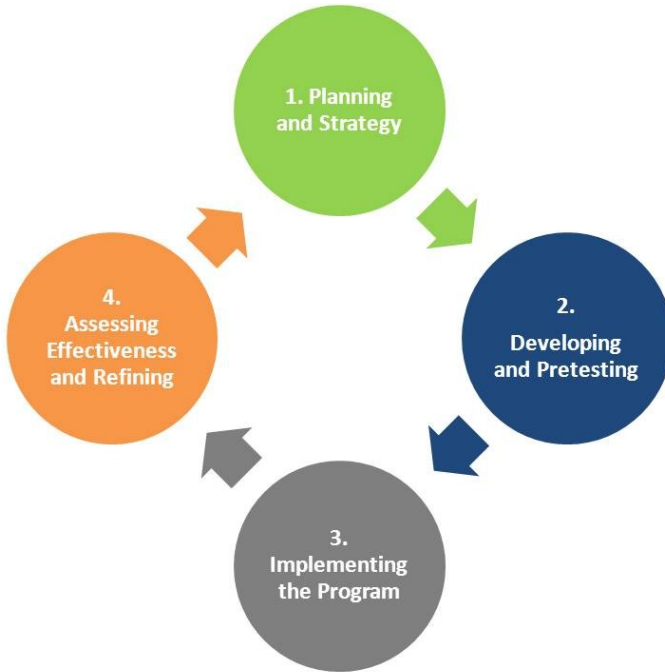 1. Planning
and Strategy
2.
Developing
and Pretesting
3.
Implementing
the Program
4.
Assessing
Effectiveness
and Refining